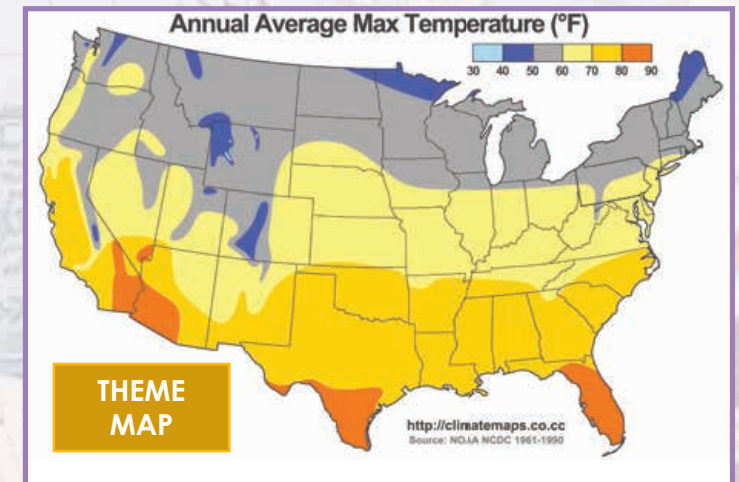 Annual Average Max Temperature (°F)
30 40 50 60 70 80 90
THEME
MAP
http://climatemaps.co.cc
Source: NOAA NCDC 1961-1990